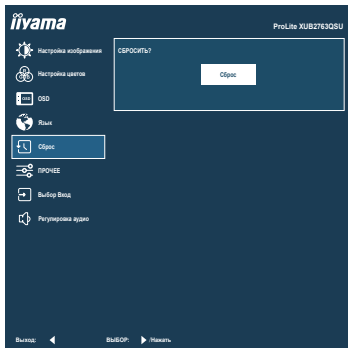 iiyama
ProLite XUB2763QSU
Настройка изображения
СБРОСИТЬ?
Сброс
Настройка цветов
OSD
OSD
Язык
Сброс
ПРОЧЕЕ
Выбор Вход
Регулировка аудио
Выход: ВЫБОР: /Нажать